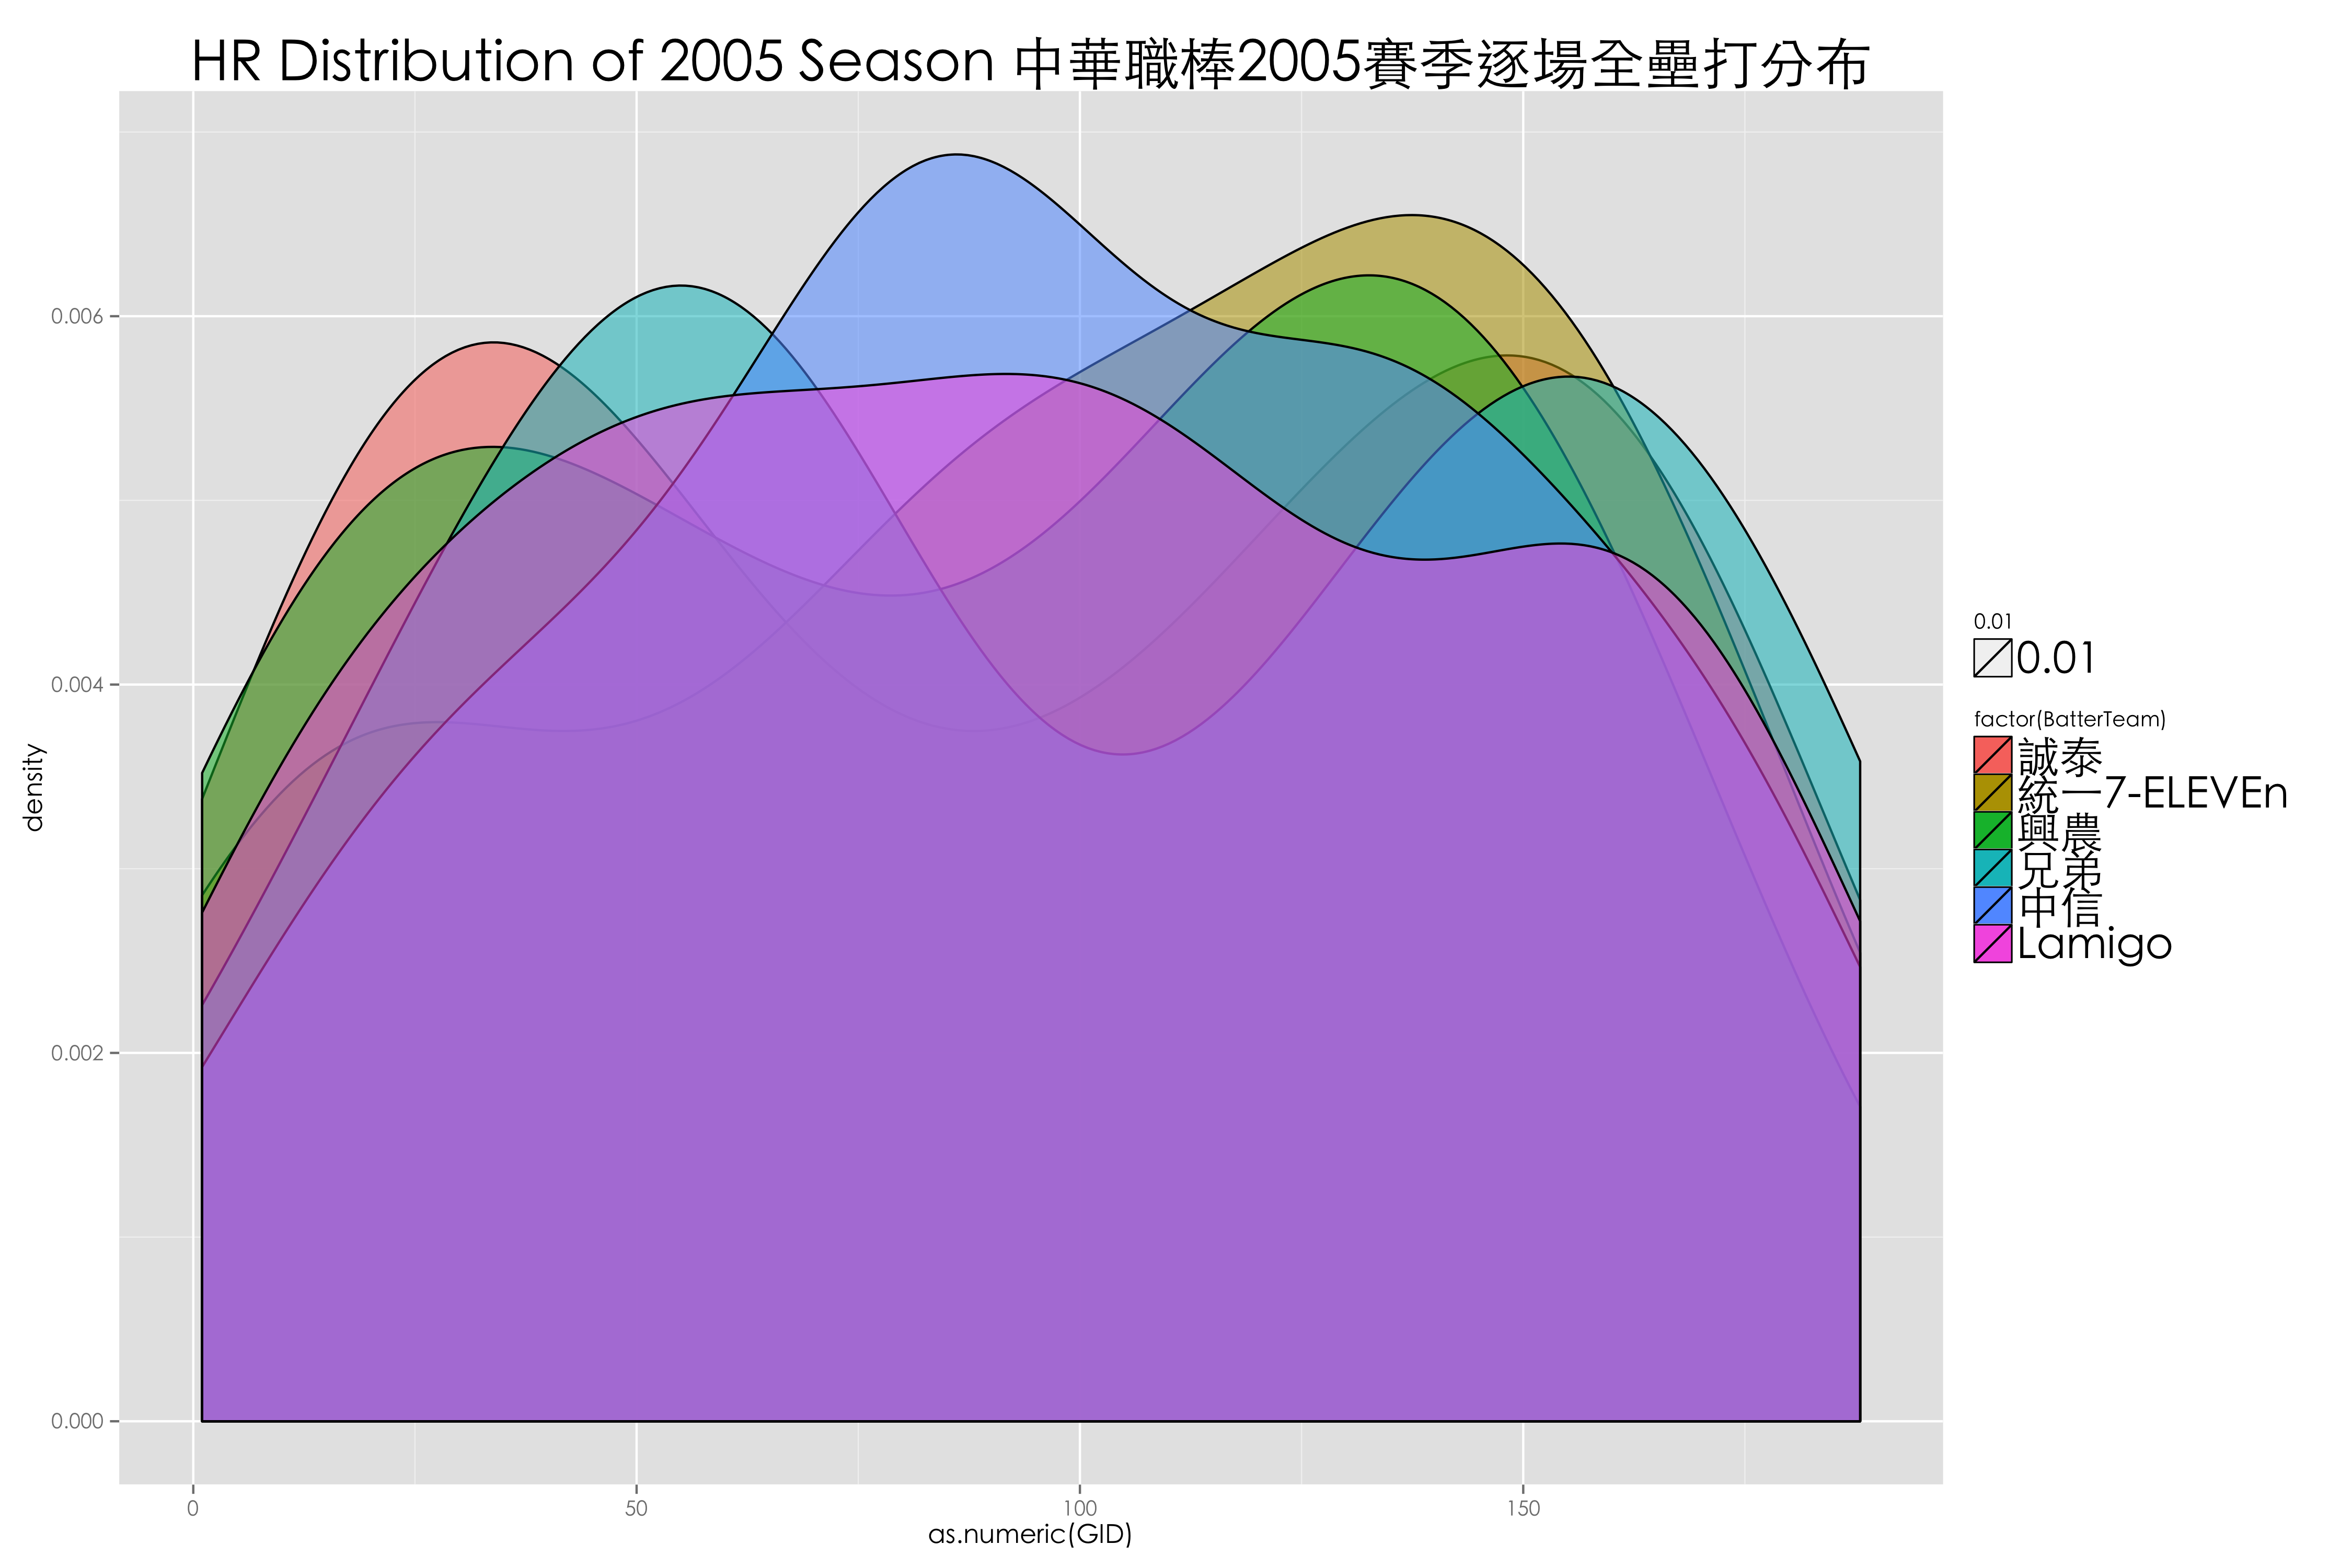 HR Distribution of 2005 Season 中華職棒2005賽季逐場全壘打分布
0.006
0.004
0.002
0.000
density
0
50
100
150
as.numeric(GID)
0.01
0.01
factor(BatterTeam)
誠泰
統一7-ELEVEn
興農
兄弟
中信
Lamigo